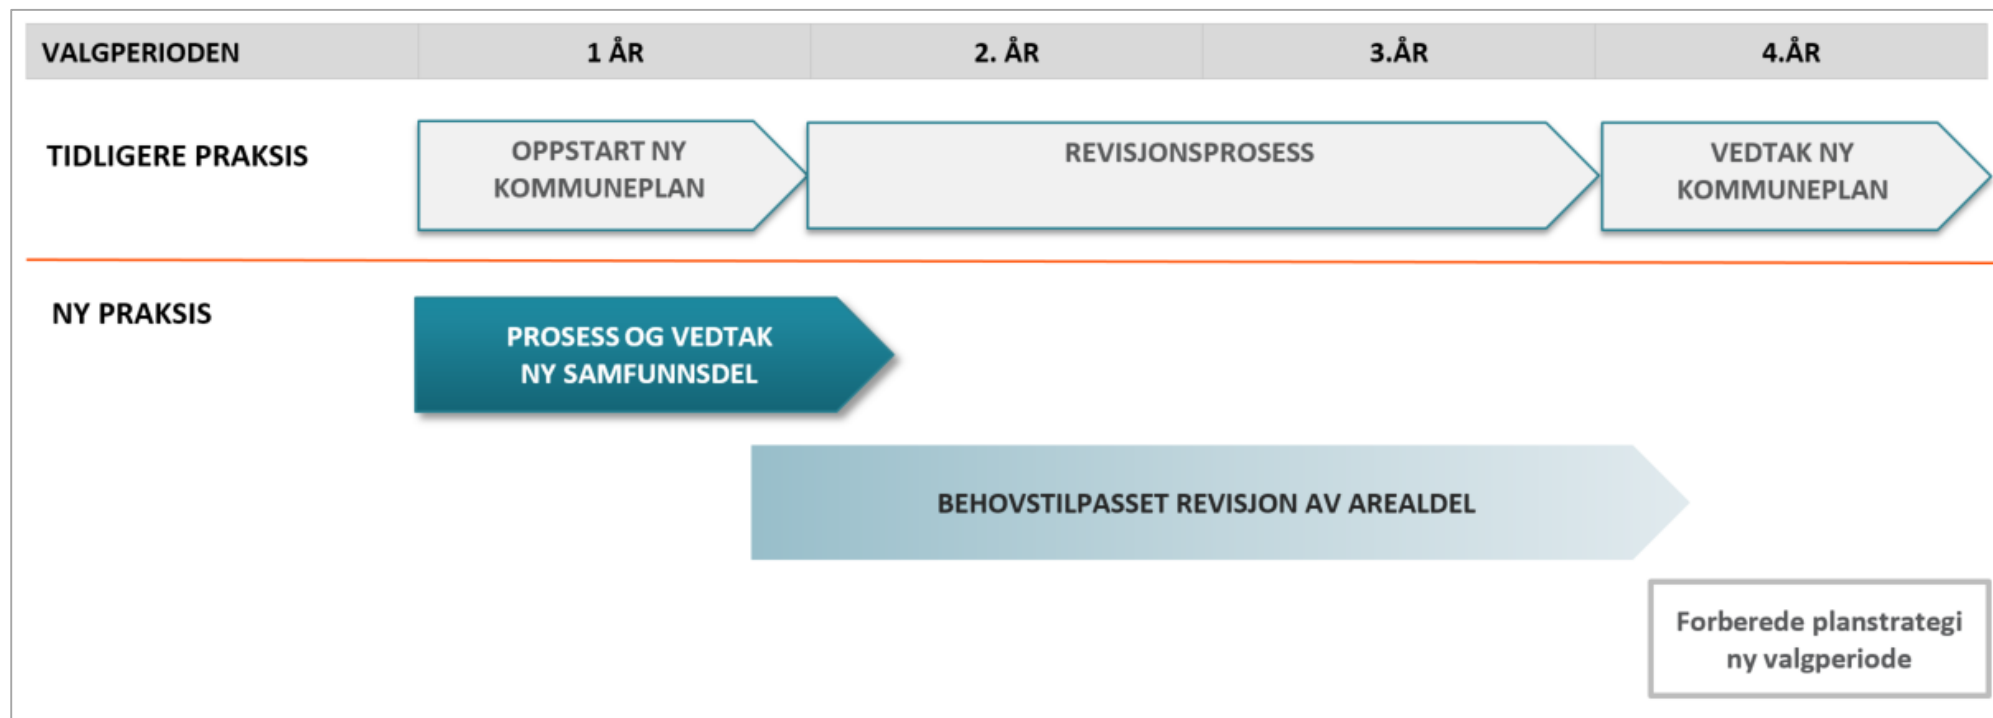 VALGPERIODEN 1 ÅR 2. ÅR 3.ÅR 4.ÅR
TIDLIGERE PRAKSIS
OPPSTART NY
KOMMUNEPLAN
REVISJONSPROSESS
VEDTAK NY
KOMMUNEPLAN
NY PRAKSIS
PROSESS OG VEDTAK
NY SAMFUNNSDEL
BEHOVSTILPASSET REVISJON AV AREALDEL
Forberede planstrategi
ny valgperiode